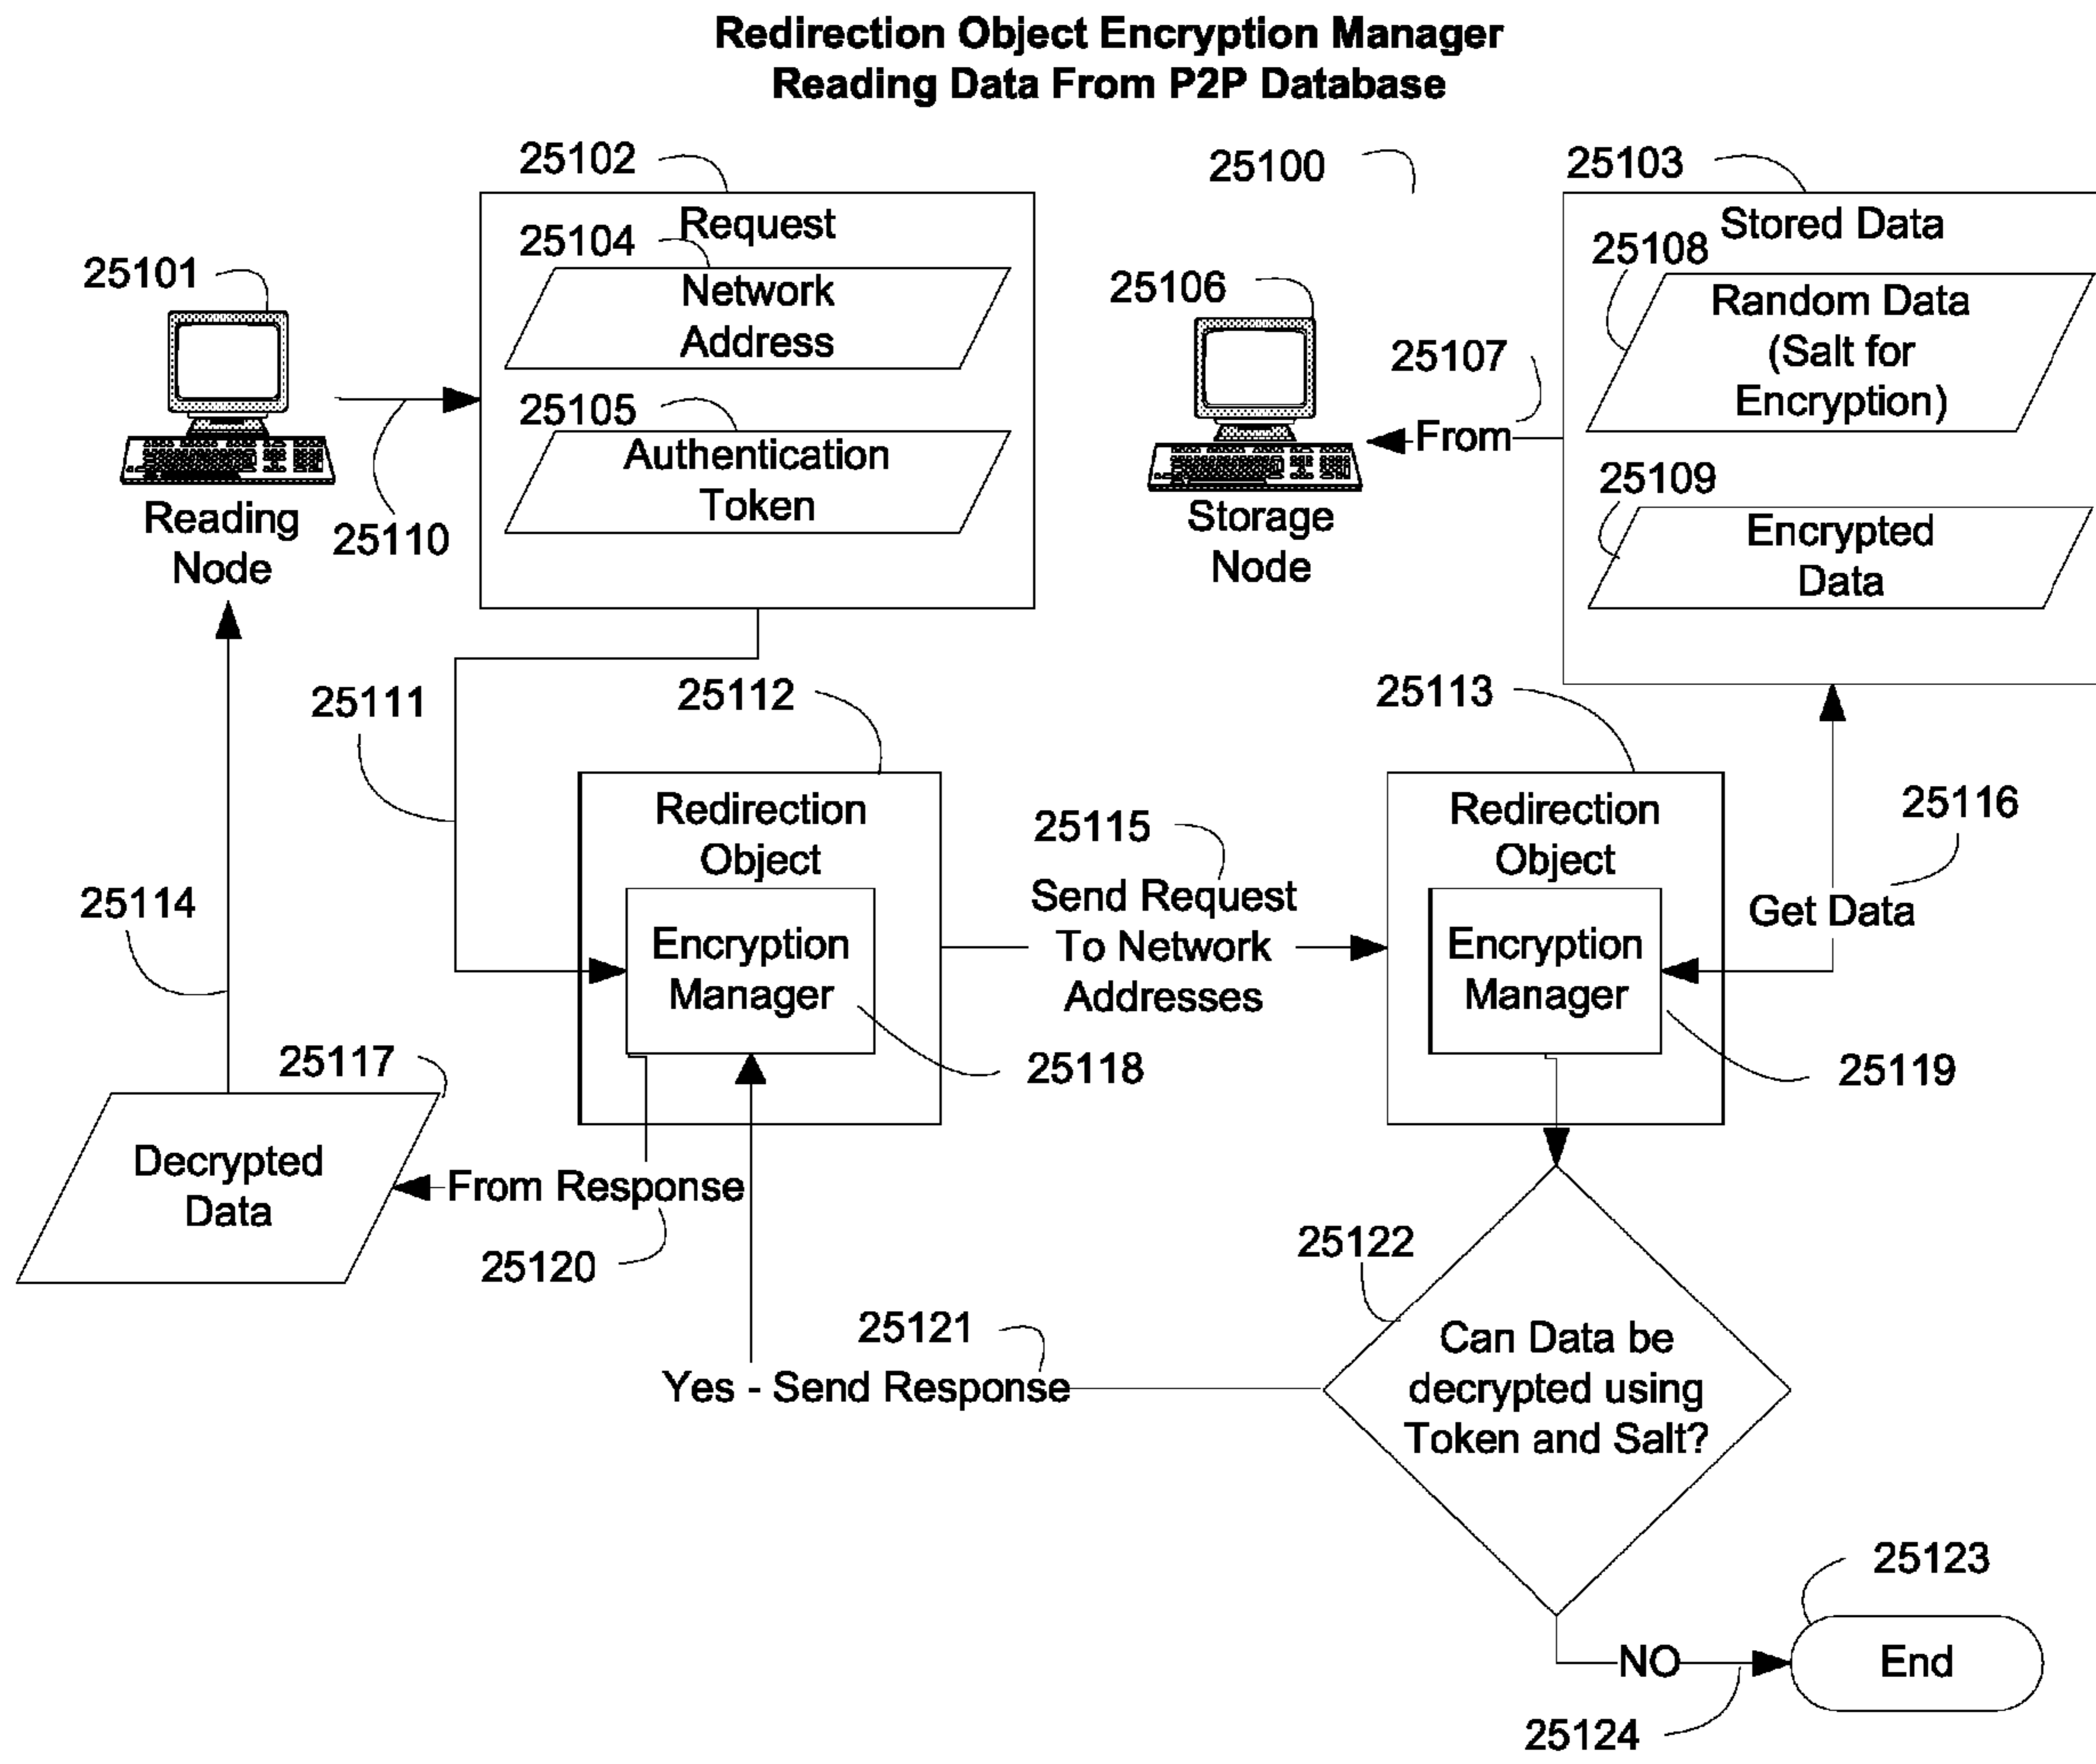 Redirection Object Encryption Manager
Reading Data From P2P Database
25102
25100
25103
Request
Stored Data
25104
25108
25101
Network
Address
25106
Random Data
(Salt for
Encryption)
25107
From
25105
Authentication
Token
25109
Encrypted
Data
Reading
Node
25110
Storage
Node
25111
25112
25113
Redirection
Object
25115
Redirection
Object
25116
25114
Send Request
To Network
Addresses
Get Data
Encryption
Manager
Encryption
Manager
25117
25118
25119
Decrypted
Data
From Response
25120
25122
25121
Yes - Send Response
Can Data be
decrypted using
Token and Salt?
25123
NO
End
25124